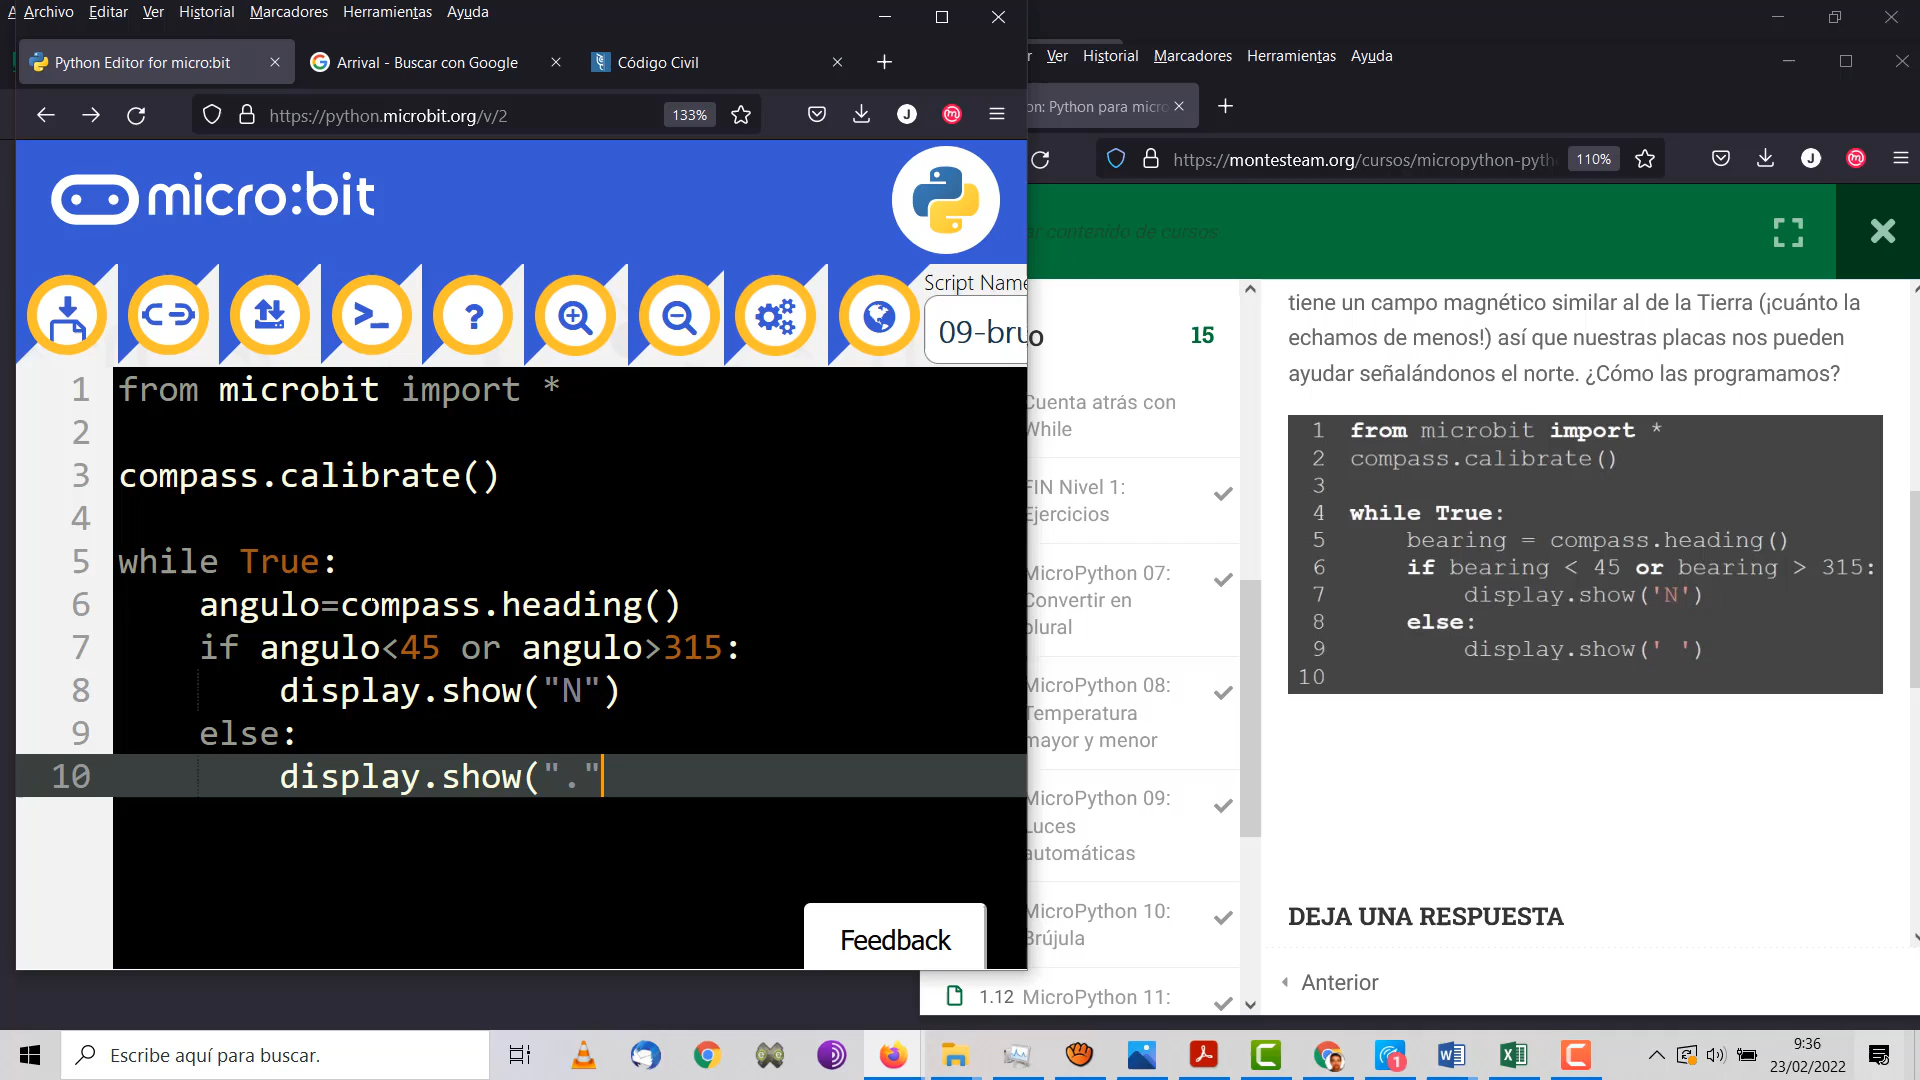 Archivo Editar Ver Historial Marcadores Herramientas Ayuda
Python Editor for micro:bit
Arrival - Buscar con Google
Código Civil
https://python.microbit.org/v/2
133%
J
m
micro:bit
Script Name
09-bru
1 from microbit import *
2
3 compass.calibrate()
4
5 while True:
6 angulo=compass.heading()
7 if angulo<45 or angulo>315:
8 display.show("N")
9 else:
10 display.show("."
Feedback
Ver Historial Marcadores Herramientas Ayuda
on: Python para micro
https://montesteam.org/cursos/micropython-pyth
110%
J
m
ar contenido de cursos
o
15
Cuenta atrás con
While
FIN Nivel 1:
Ejercicios
MicroPython 07:
Convertir en
plural
MicroPython 08:
Temperatura
mayor y menor
MicroPython 09:
Luces
automáticas
MicroPython 10:
Brújula
1.12 MicroPython 11:
tiene un campo magnético similar al de la Tierra (¡cuánto la
echamos de menos!) así que nuestras placas nos pueden
ayudar señalándonos el norte. ¿Cómo las programamos?
1 from microbit import *
2 compass.calibrate()
3
4 while True:
5 bearing = compass.heading()
6 if bearing < 45 or bearing > 315:
7 display.show('N')
8 else:
9 display.show(' ')
10
DEJA UNA RESPUESTA
Anterior
Escribe aquí para buscar.
1
9:36
23/02/2022